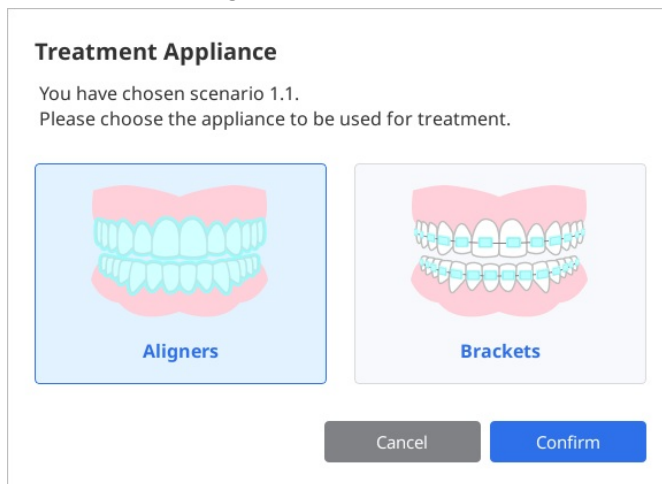 Treatment Appliance
You have chosen scenario 1.1.
Please choose the appliance to be used for treatment.
Aligners
Brackets
Cancel
Confirm